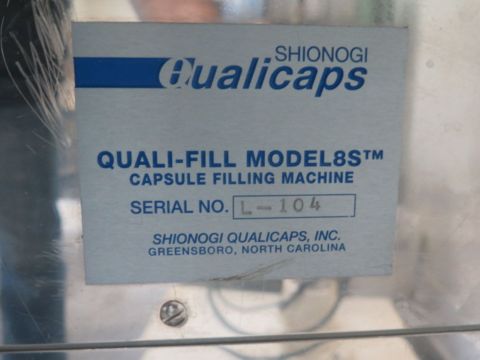 SHIONOGI
Qualicaps
QUALI-FILL MODEL8S™
CAPSULE FILLING MACHINE
SERIAL NO. L-104
SHIONOGI QUALICAPS, INC.
GREENSBORO, NORTH CAROLINA